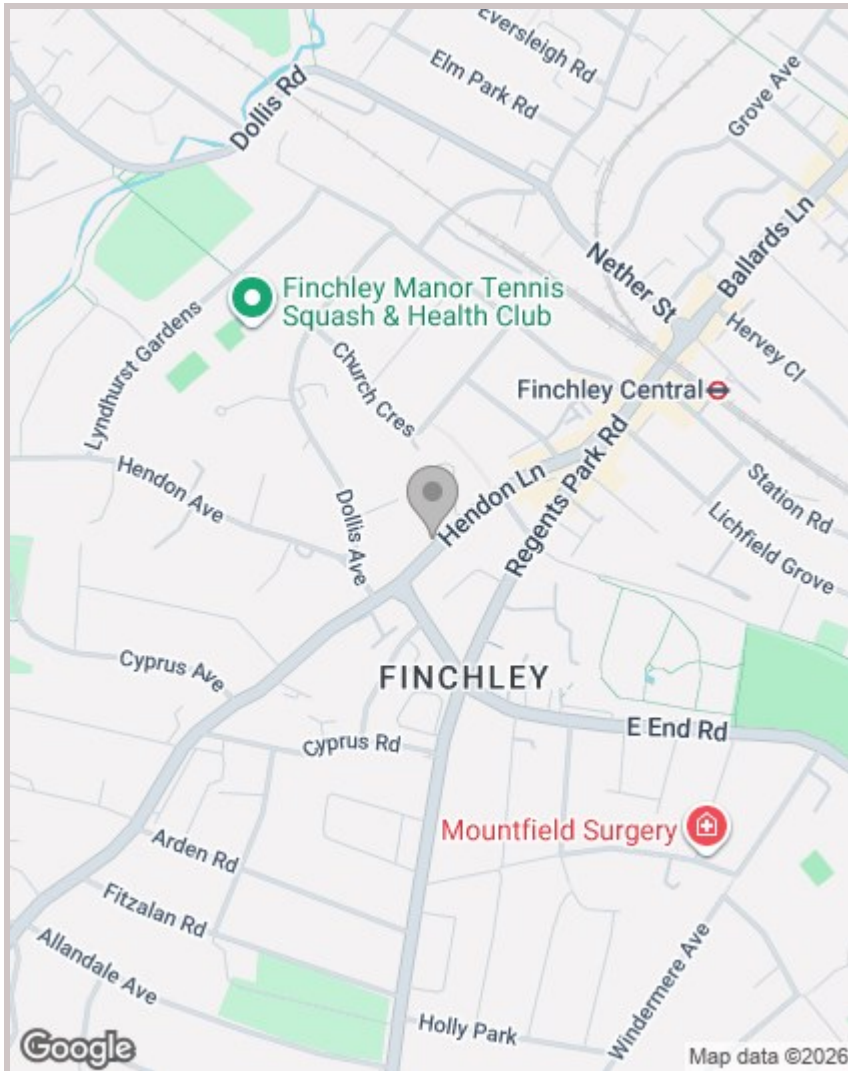 Eversleigh Rd
Elm Park Rd
Grove Ave
Dollis Rd
Ballards Ln
Nether St
Hervey Cl
Finchley Manor Tennis
Squash & Health Club
Lyndhurst Gardens
Church Cres
Finchley Central
Regents Park Rd
Station Rd
Lichfield Grove
Hendon Ln
Hendon Ave
Dollis Ave
FINCHLEY
Cyprus Ave
Cyprus Rd
E End Rd
Mountfield Surgery
Arden Rd
Fitzalan Rd
Allandale Ave
Windermere Ave
Holly Park
Google
Map data ©2026